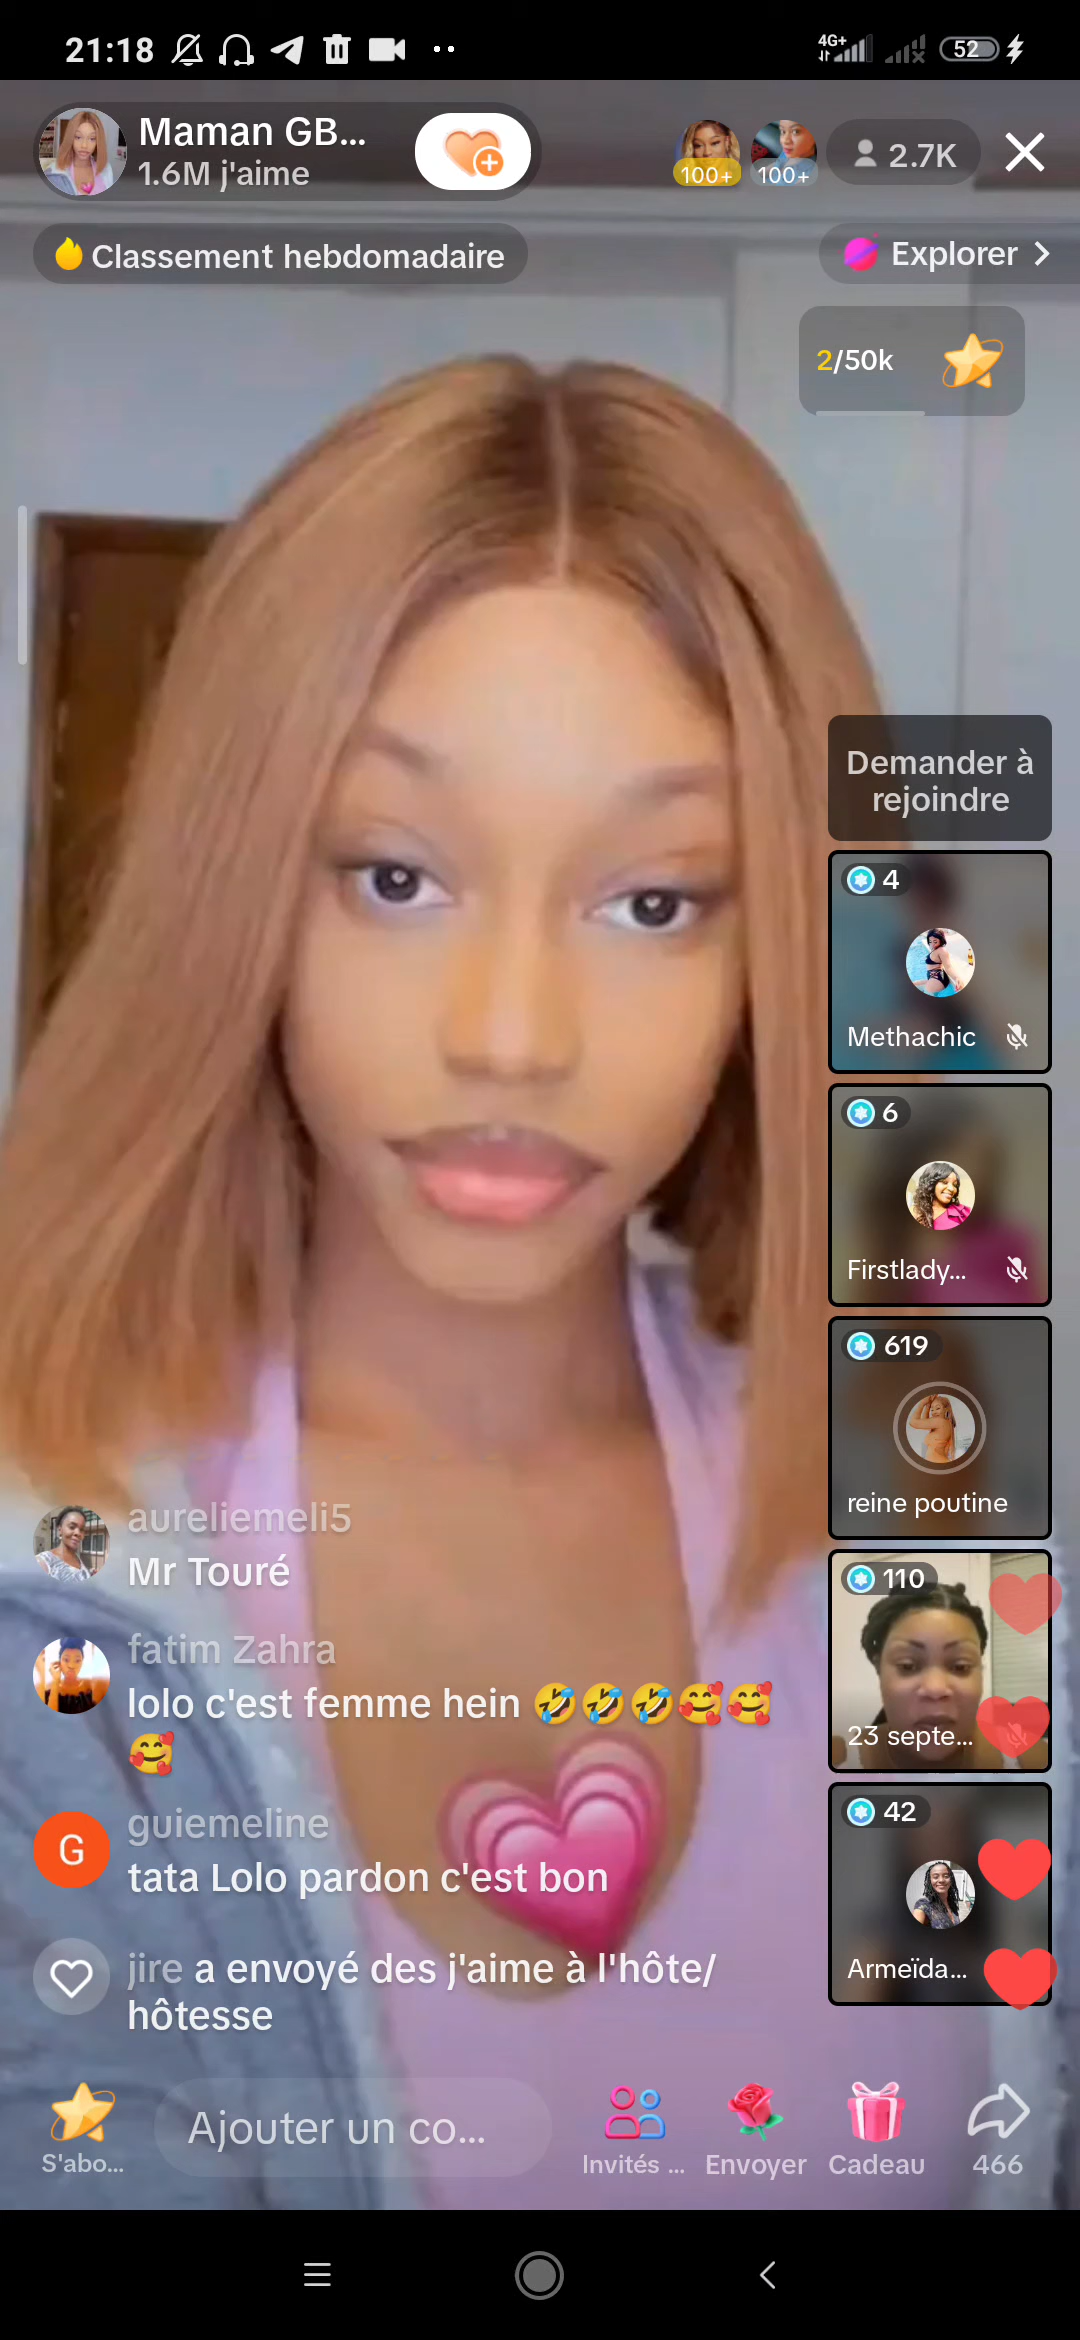 21:18
4G+
52
Maman GB...
1.6M j'aime
100+
100+
2.7K
Classement hebdomadaire
Explorer
2/50k
Demander à
rejoindre
4
Methachic
6
Firstlady...
619
reine poutine
110
23 septe...
42
Armeïda...
aureliemeli5
Mr Touré
fatim Zahra
lolo c'est femme hein 🤣🤣🤣🥰🥰
🥰
G
guiemeline
tata Lolo pardon c'est bon
jire a envoyé des j'aime à l'hôte/
hôtesse
S'abo...
Ajouter un co...
Invités ...
Envoyer
Cadeau
466